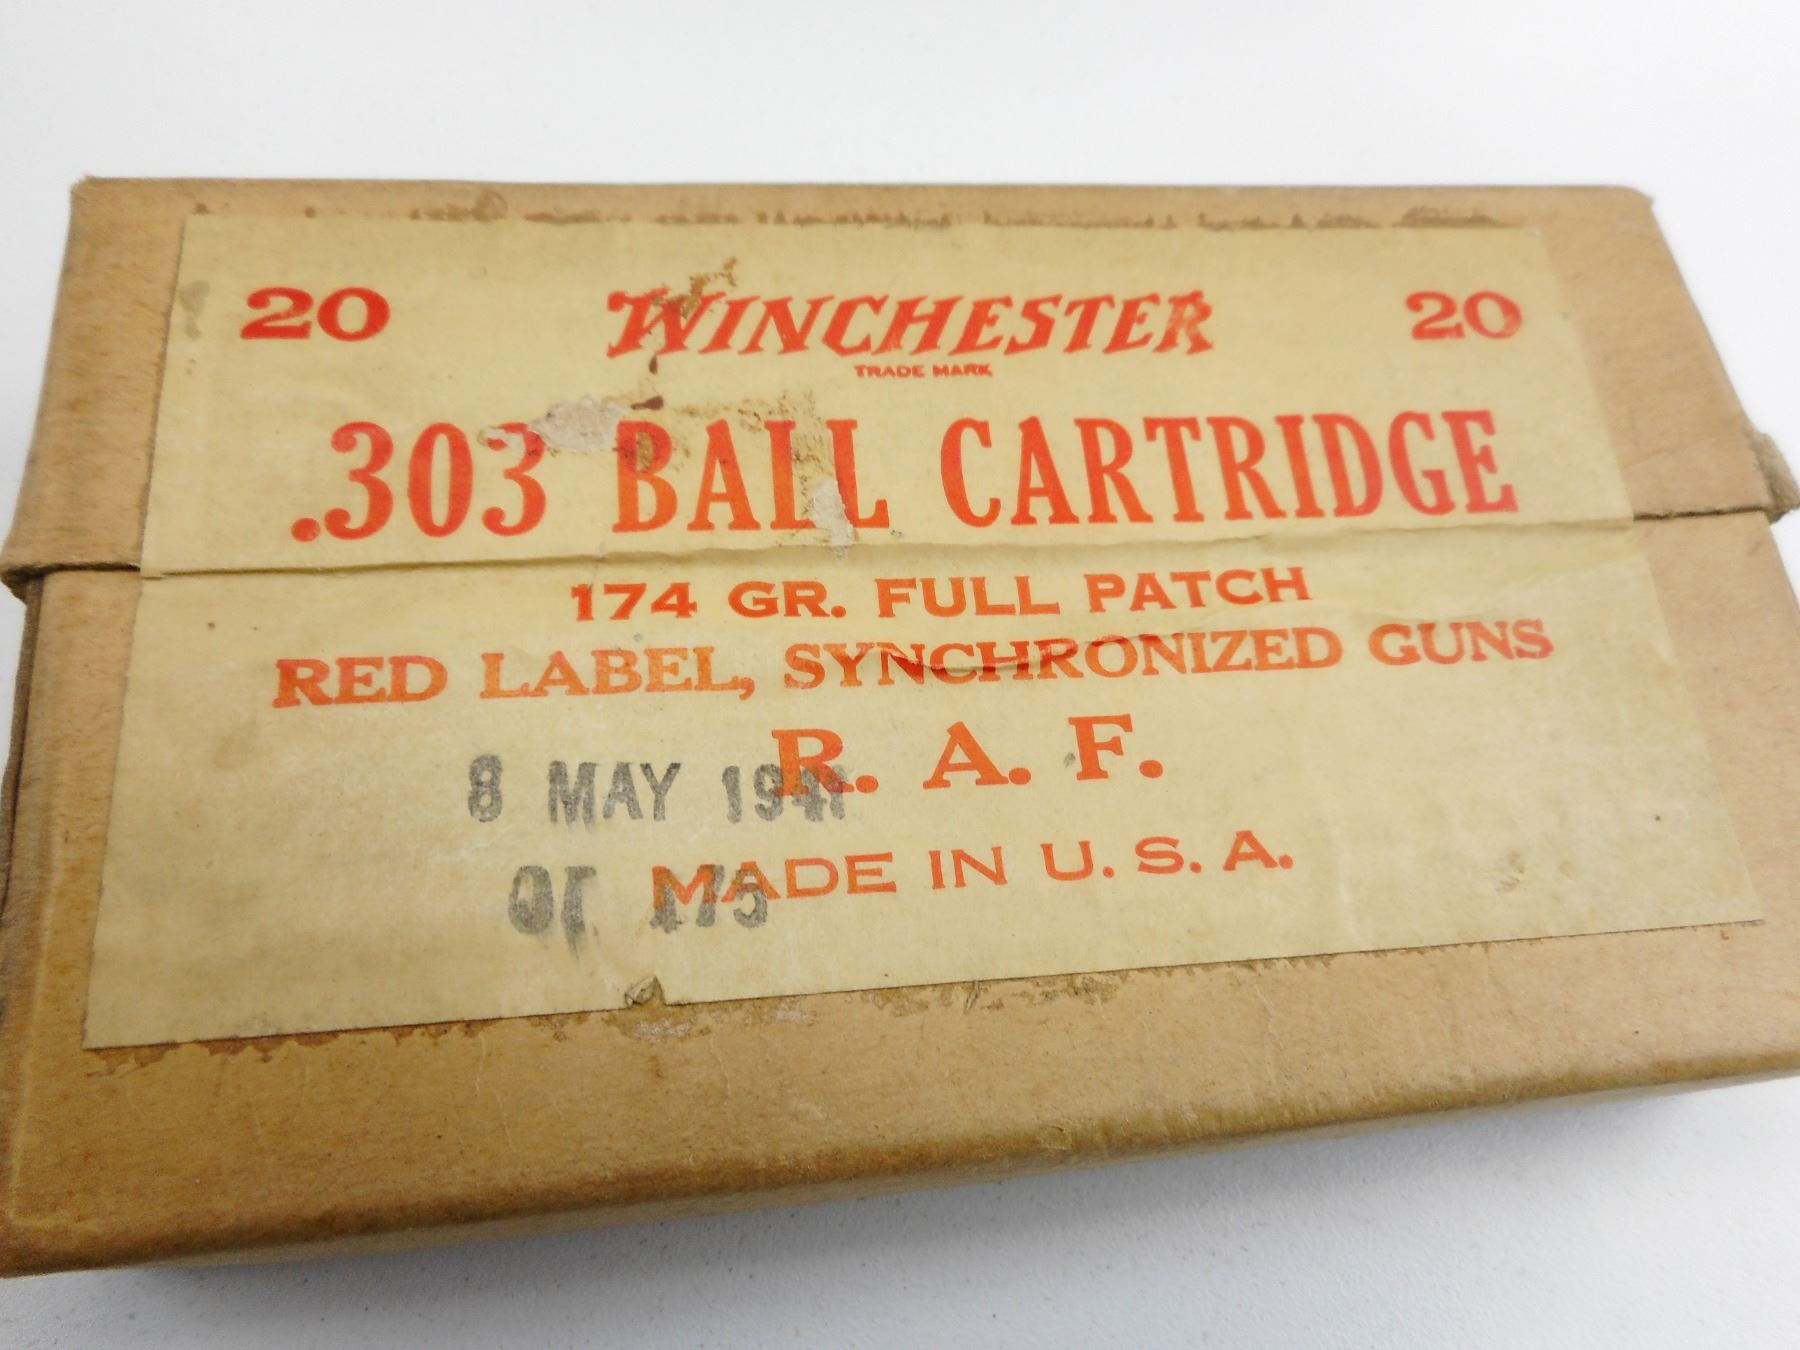 20 WINCHESTER 20
TRADE MARK
.303 BALL CARTRIDGE
174 GR. FULL PATCH
RED LABEL, SYNCHRONIZED GUNS
R. A. F.
8 MAY 1941
MADE IN U. S. A.